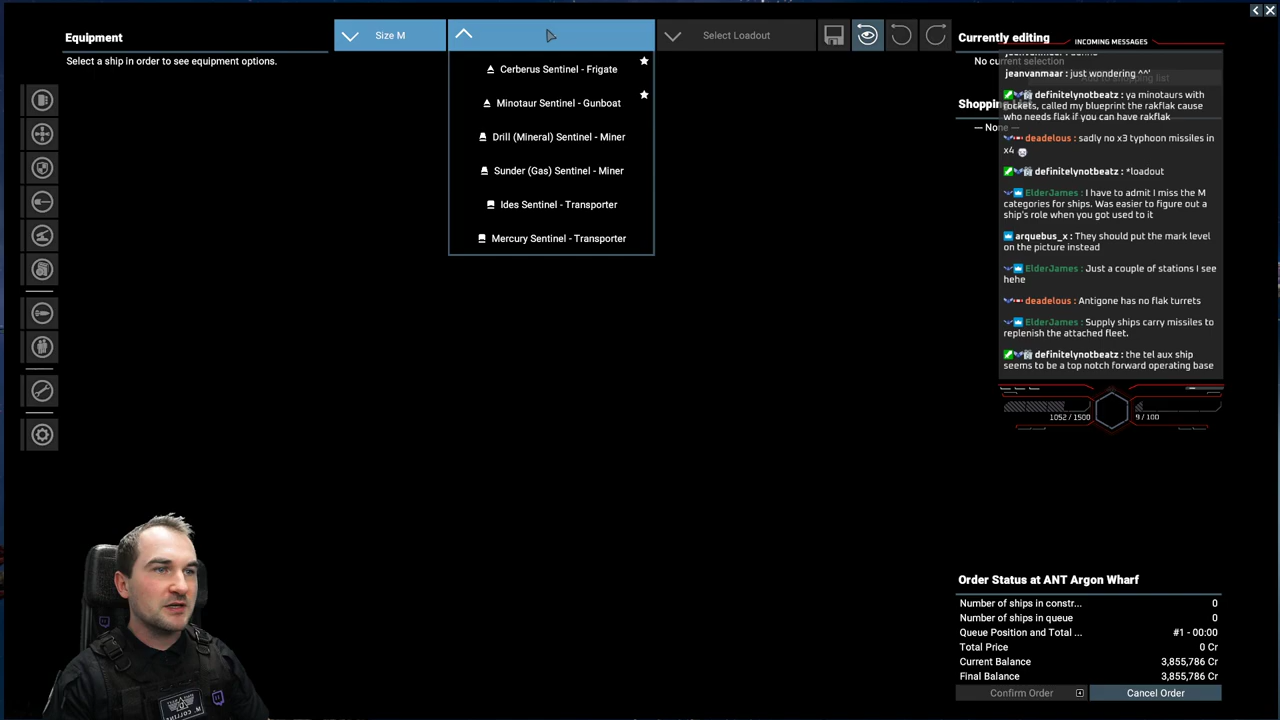 Equipment
Select a ship in order to see equipment options.
Size M
Select Loadout
Cerberus Sentinel - Frigate
Minotaur Sentinel - Gunboat
Drill (Mineral) Sentinel - Miner
Sunder (Gas) Sentinel - Miner
Ides Sentinel - Transporter
Mercury Sentinel - Transporter
Currently editing
No current selection
Add to shopping list
Shopping
— None —
INCOMING MESSAGES
jeanvanmaar : just wondering ^^'
definitelynotbeatz : ya minotaurs with
rockets, called my blueprint the rakflak cause
who needs flak if you can have rakflak
deadelous : sadly no x3 typhoon missiles in
x4
definitelynotbeatz : *loadout
ElderJames : I have to admit I miss the M
categories for ships. Was easier to figure out a
ship's role when you got used to it
arquebus_x : They should put the mark level
on the picture instead
ElderJames : Just a couple of stations I see
hehe
deadelous : Antigone has no flak turrets
ElderJames : Supply ships carry missiles to
replenish the attached fleet.
definitelynotbeatz : the tel aux ship
seems to be a top notch forward operating base
1052 / 1500
9 / 100
Order Status at ANT Argon Wharf
Number of ships in constr... 0
Number of ships in queue 0
Queue Position and Total ... #1 - 00:00
Total Price 0 Cr
Current Balance 3,855,786 Cr
Final Balance 3,855,786 Cr
Confirm Order
Cancel Order
M. COLLINS